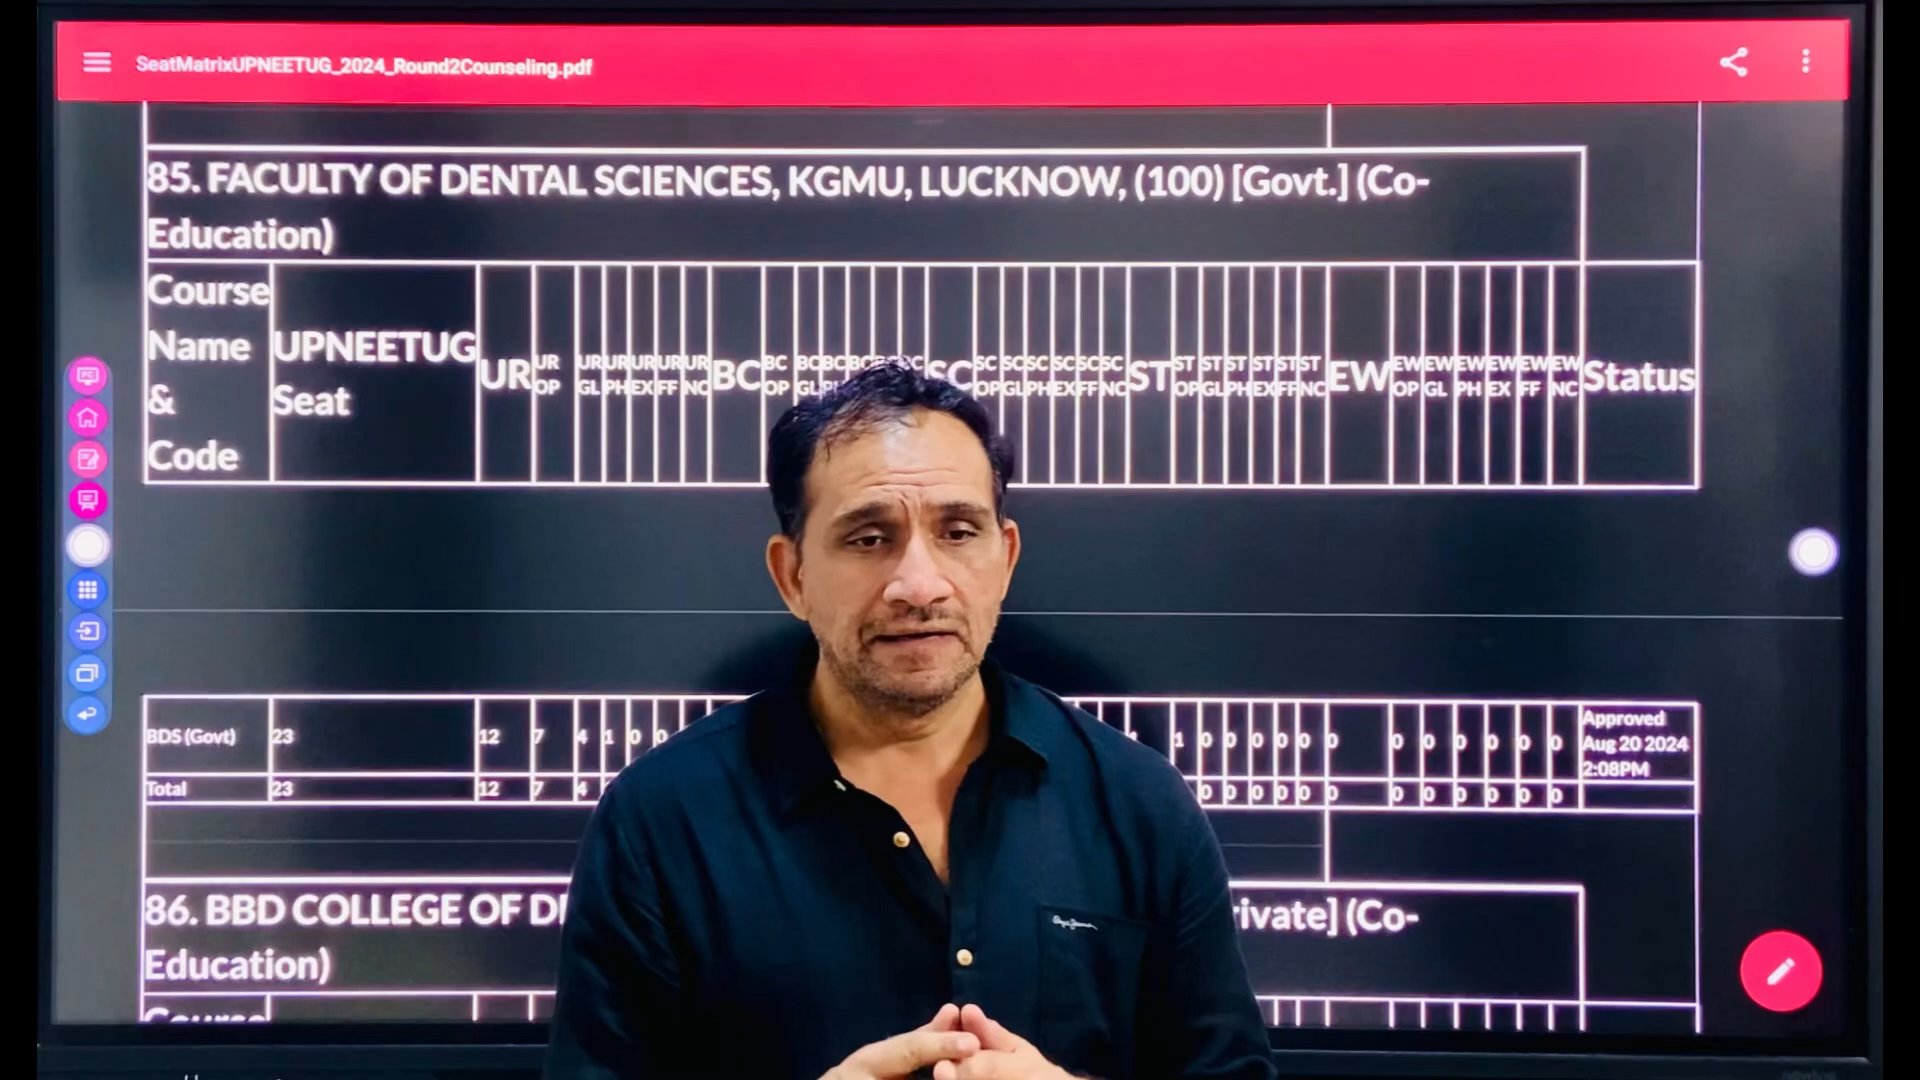 SeatMatrixUPNEETUG_2024_Round2Counseling.pdf
85. FACULTY OF DENTAL SCIENCES, KGMU, LUCKNOW, (100) [Govt.] (Co-
Education)
Course
Name
&
Code
UPNEETUG
Seat
UR
UR
OP
UR
GL
UR
PH
UR
EX
UR
FF
UR
NC
BC
BC
OP
BC
GL
SC
SC
OP
SC
GL
SC
PH
SC
EX
SC
FF
SC
NC
ST
ST
OP
ST
GL
ST
PH
ST
EX
ST
FF
ST
NC
EW
EW
OP
EW
GL
EW
PH
EW
EX
EW
FF
EW
NC
Status
BDS (Govt) 23 12 7 4 1 0 0 1 0 0 0 0 0 0 0 0 0 0 0 0
Approved
Aug 20 2024
2:08PM
Total 23 12 7 4 0 0 0 0 0 0 0 0 0 0 0 0
86. BBD COLLEGE OF rivate] (Co-
Education)
Course